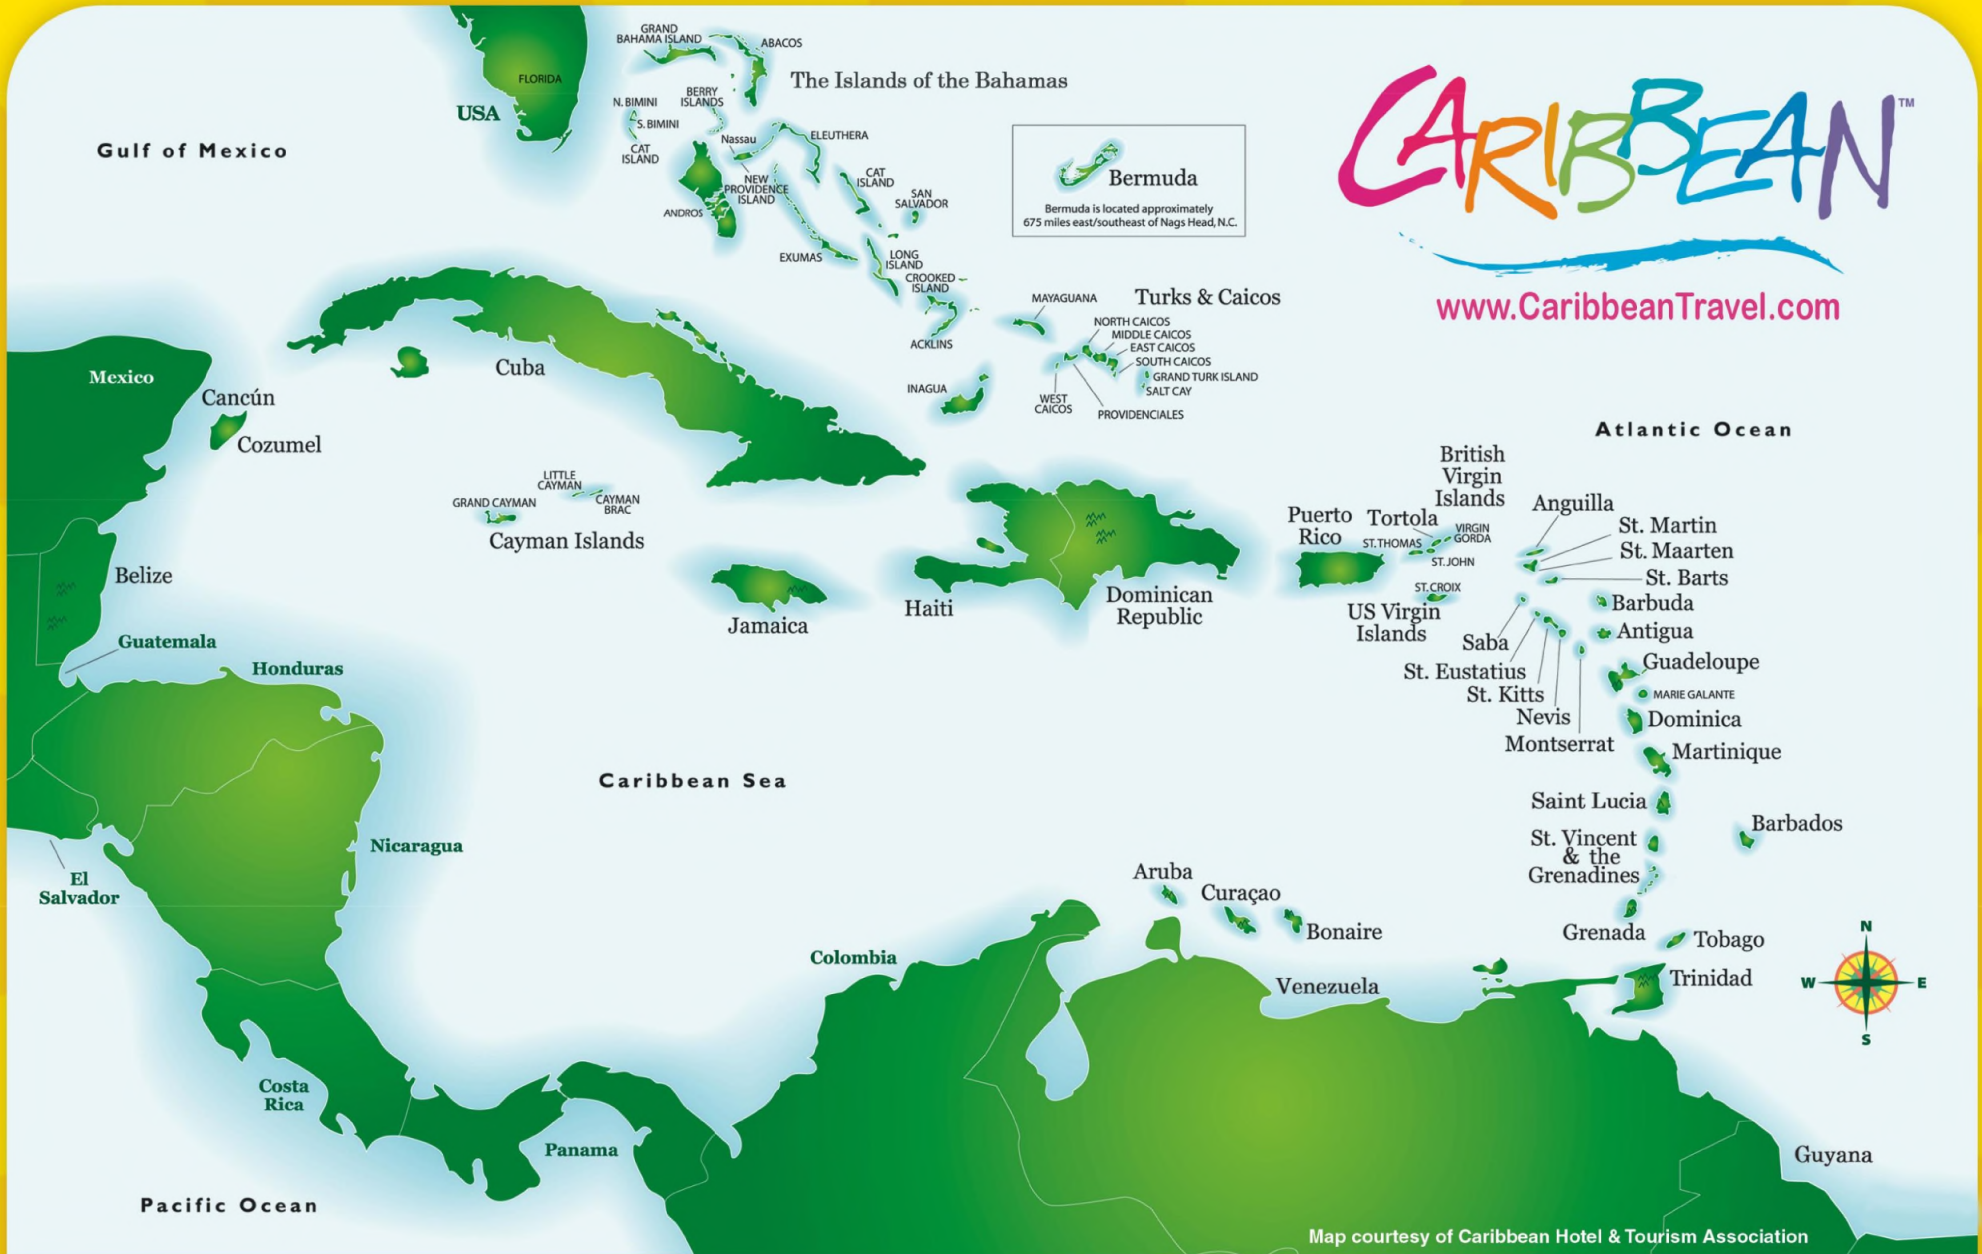 GRAND
BAHAMA ISLAND
ABACOS
The Islands of the Bahamas
FLORIDA
USA
N. BIMINI
S. BIMINI
CAT
ISLAND
BERRY
ISLANDS
Nassau
ELEUTHERA
NEW
PROVIDENCE
ISLAND
ANDROS
CAT
ISLAND
SAN
SALVADOR
EXUMAS
LONG
ISLAND
CROOKED
ISLAND
ACKLINS
INAGUA
MAYAGUANA
Bermuda
Bermuda is located approximately
675 miles east/southeast of Nags Head, N.C.
CARIBBEAN™
www.CaribbeanTravel.com
Gulf of Mexico
Turks & Caicos
NORTH CAICOS
MIDDLE CAICOS
EAST CAICOS
SOUTH CAICOS
GRAND TURK ISLAND
SALT CAY
WEST
CAICOS
PROVIDENCIALES
Mexico
Cancún
Cozumel
Cuba
Atlantic Ocean
LITTLE
CAYMAN
GRAND CAYMAN
CAYMAN
BRAC
Cayman Islands
Jamaica
Haiti
Dominican
Republic
Puerto
Rico
British
Virgin
Islands
Tortola
VIRGIN
GORDA
ST. THOMAS
ST. JOHN
ST. CROIX
US Virgin
Islands
Anguilla
St. Martin
St. Maarten
St. Barts
Barbuda
Antigua
Saba
St. Eustatius
St. Kitts
Nevis
Montserrat
Guadeloupe
MARIE GALANTE
Dominica
Martinique
Saint Lucia
St. Vincent
& the
Grenadines
Barbados
Grenada
Tobago
Trinidad
Belize
Guatemala
Honduras
Caribbean Sea
Nicaragua
El
Salvador
Aruba
Curaçao
Bonaire
Colombia
Venezuela
N
W
E
S
Costa
Rica
Panama
Guyana
Pacific Ocean
Map courtesy of Caribbean Hotel & Tourism Association